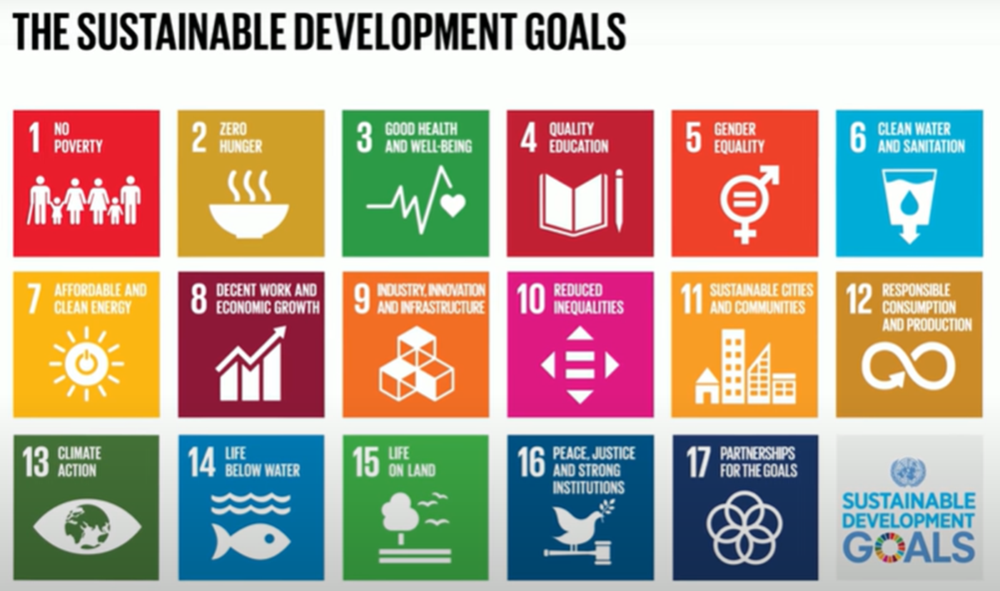 THE SUSTAINABLE DEVELOPMENT GOALS
1 NO
POVERTY
2 ZERO
HUNGER
3 GOOD HEALTH
AND WELL-BEING
4 QUALITY
EDUCATION
5 GENDER
EQUALITY
6 CLEAN WATER
AND SANITATION
7 AFFORDABLE AND
CLEAN ENERGY
8 DECENT WORK AND
ECONOMIC GROWTH
9 INDUSTRY, INNOVATION
AND INFRASTRUCTURE
10 REDUCED
INEQUALITIES
11 SUSTAINABLE CITIES
AND COMMUNITIES
12 RESPONSIBLE
CONSUMPTION
AND PRODUCTION
13 CLIMATE
ACTION
14 LIFE
BELOW WATER
15 LIFE
ON LAND
16 PEACE, JUSTICE
AND STRONG
INSTITUTIONS
17 PARTNERSHIPS
FOR THE GOALS
SUSTAINABLE
DEVELOPMENT
GOALS